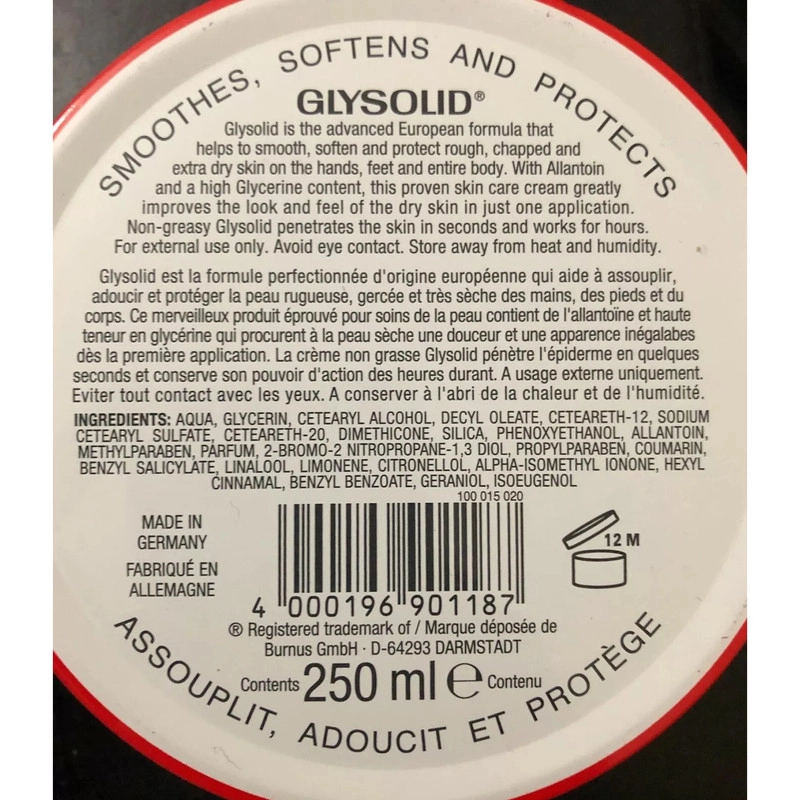 SMOOTHES, SOFTENS AND PROTECTS
GLYSOLID®
Glysolid is the advanced European formula that
helps to smooth, soften and protect rough, chapped and
extra dry skin on the hands, feet and entire body. With Allantoin
and a high Glycerine content, this proven skin care cream greatly
improves the look and feel of the dry skin in just one application.
Non-greasy Glysolid penetrates the skin in seconds and works for hours.
For external use only. Avoid eye contact. Store away from heat and humidity.
Glysolid est la formule perfectionnée d'origine européenne qui aide à assouplir,
adoucir et protéger la peau rugueuse, gercée et très sèche des mains, des pieds et du
corps. Ce merveilleux produit éprouvé pour soins de la peau contient de l'allantoïne et haute
teneur en glycérine qui procurent à la peau sèche une douceur et une apparence inégalabes
dès la première application. La crème non grasse Glysolid pénètre l'épiderme en quelques
seconds et conserve son pouvoir d'action des heures durant. A usage externe uniquement.
Eviter tout contact avec les yeux. A conserver à l'abri de la chaleur et de l'humidité.
INGREDIENTS: AQUA, GLYCERIN, CETEARYL ALCOHOL, DECYL OLEATE, CETEARETH-12, SODIUM
CETEARYL SULFATE, CETEARETH-20, DIMETHICONE, SILICA, PHENOXYETHANOL, ALLANTOIN,
METHYLPARABEN, PARFUM, 2-BROMO-2 NITROPROPANE-1,3 DIOL, PROPYLPARABEN, COUMARIN,
BENZYL SALICYLATE, LINALOOL, LIMONENE, CITRONELLOL, ALPHA-ISOMETHYL IONONE, HEXYL
CINNAMAL, BENZYL BENZOATE, GERANIOL, ISOEUGENOL
100 015 020
MADE IN
GERMANY
FABRIQUÉ EN
ALLEMAGNE
12 M
4 000196 901187
® Registered trademark of / Marque déposée de
Burnus GmbH · D-64293 DARMSTADT
Contents 250 ml ℮ Contenu
ASSOUPLIT, ADOUCIT ET PROTÈGE